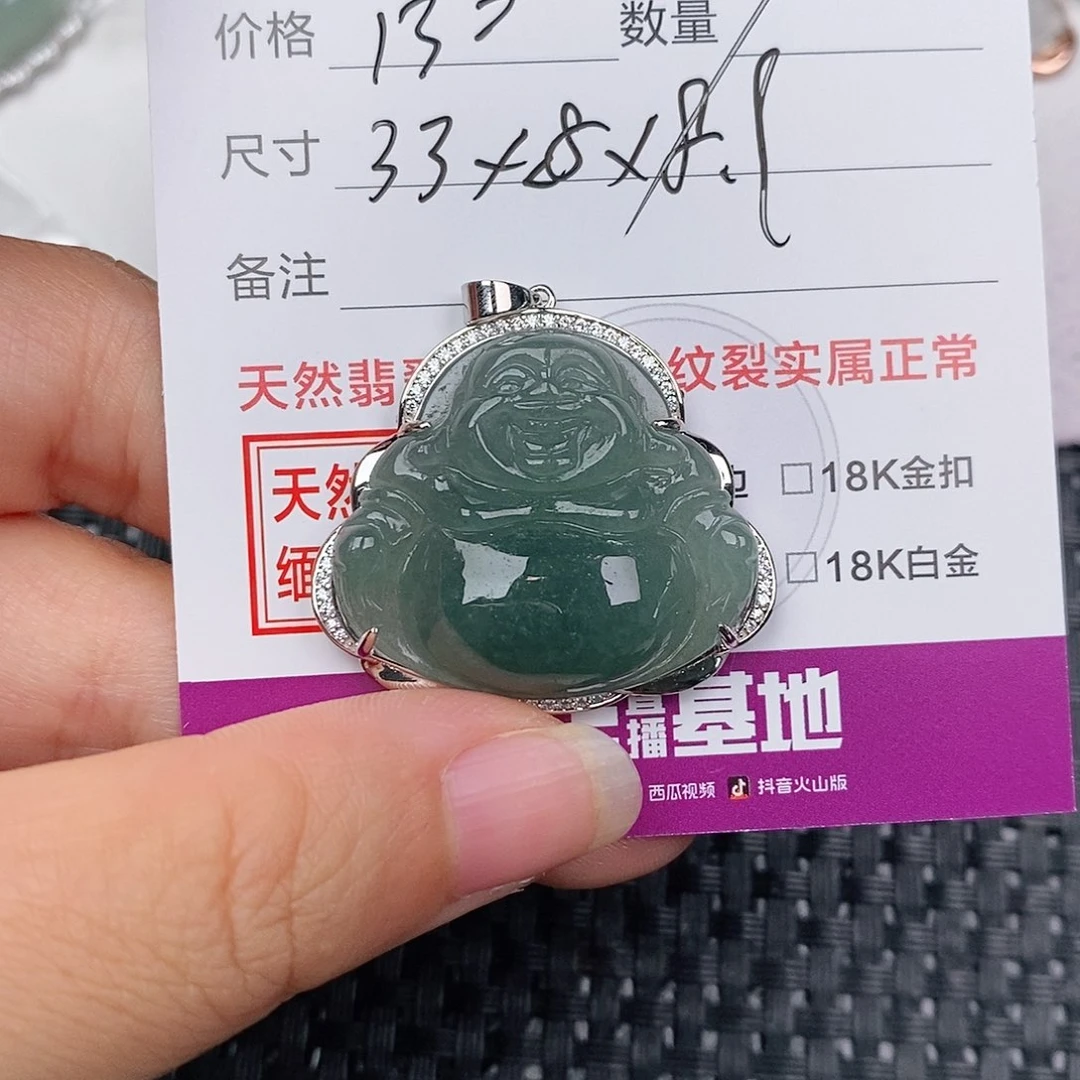 价格 数量
尺寸 33×8×8.1
备注
天然翡 纹裂实属正常
天然 □18K金扣
缅 □18K白金
播基地
西瓜视频 抖音火山版